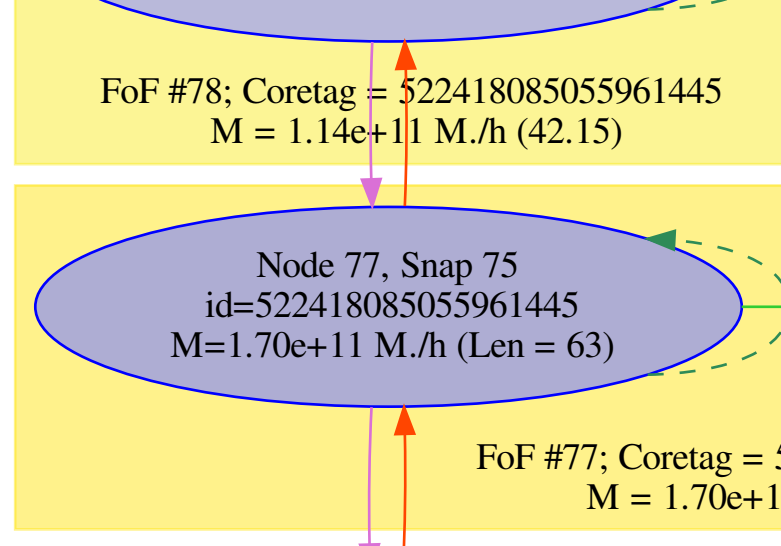 FoF #78; Coretag = 522418085055961445
M = 1.14e+11 M./h (42.15)
Node 77, Snap 75
id=522418085055961445
M=1.70e+11 M./h (Len = 63)
FoF #77; Coretag =
M = 1.70e+1